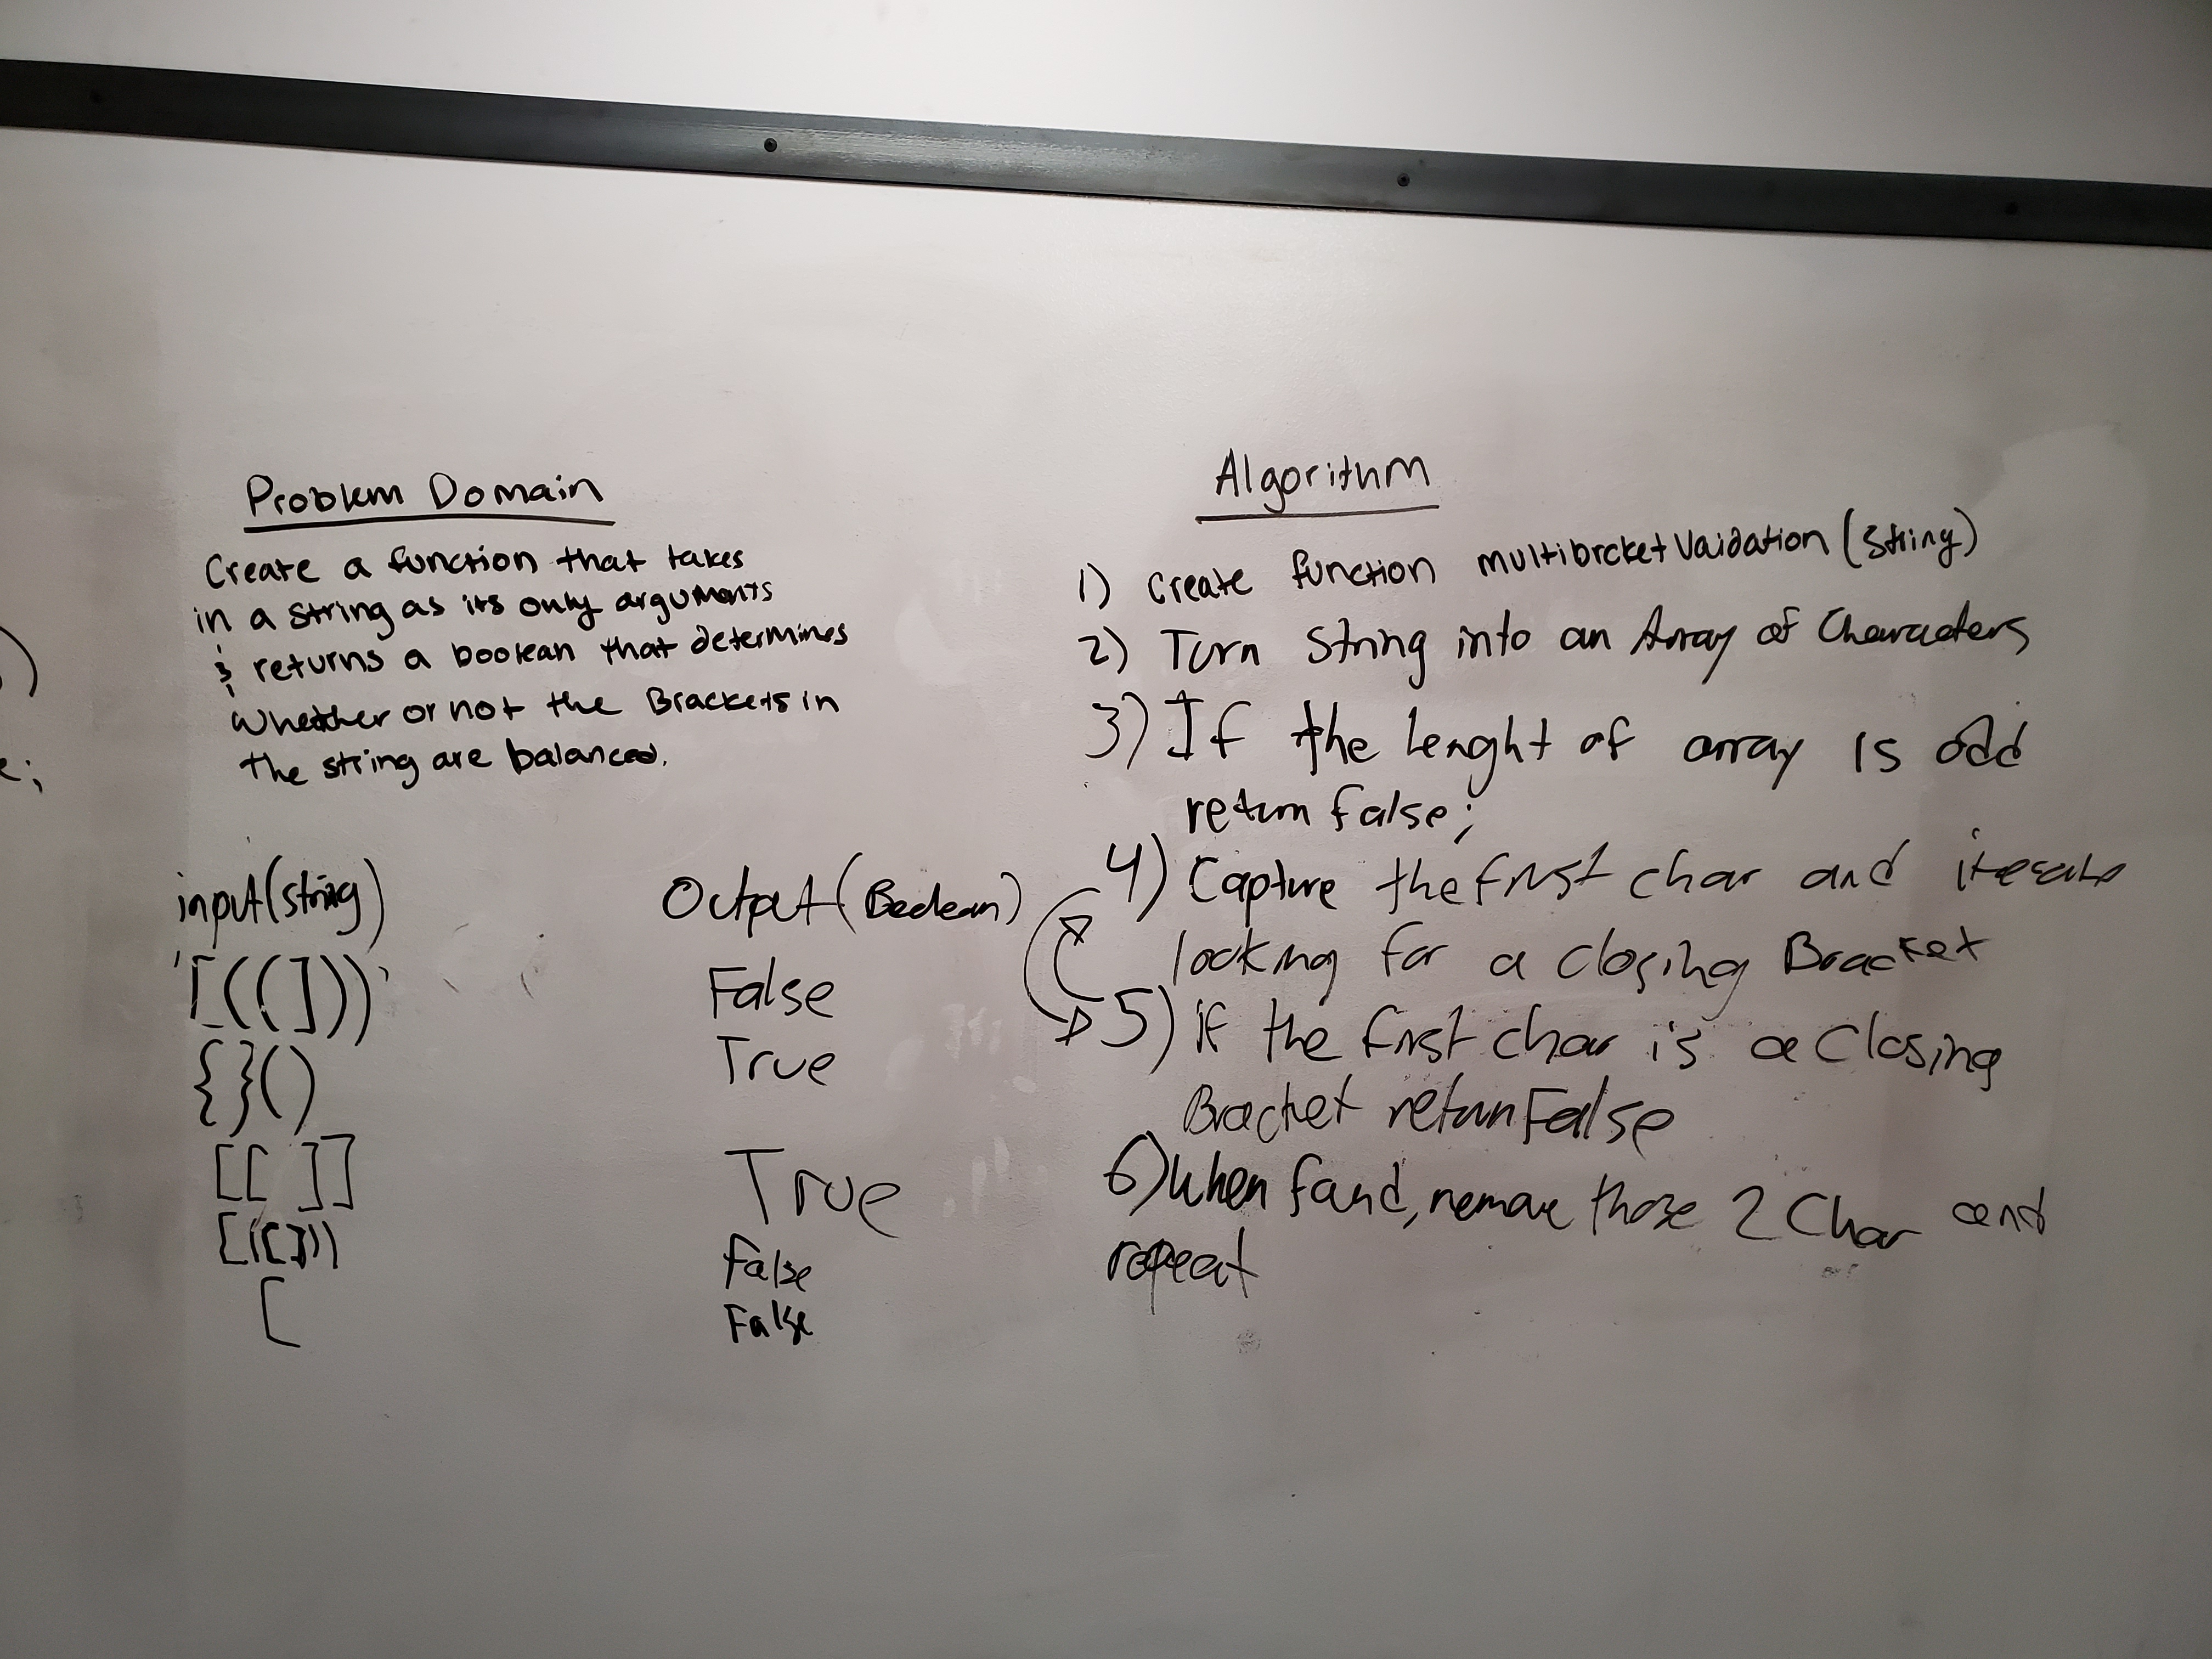 Problem Domain
Create a function that takes
in a string as its only arguments
& returns a boolean that determines
Whether or not the Brackets in
the string are balanced.
input(string) Output(Boolean)
'[((]))' False
{}() True
[[ ]] True
[([])) False
[ False
Algorithm
1) Create function multibrcketVaidation(String)
2) Turn String into an Array of Characters
3) If the lenght of array is odd
return false;
4) Capture the first char and iterate
looking for a closing Bracket
5) if the first char is a Closing
Bracket return False
6) When found, remove those 2 Char and
repeat
)
e;